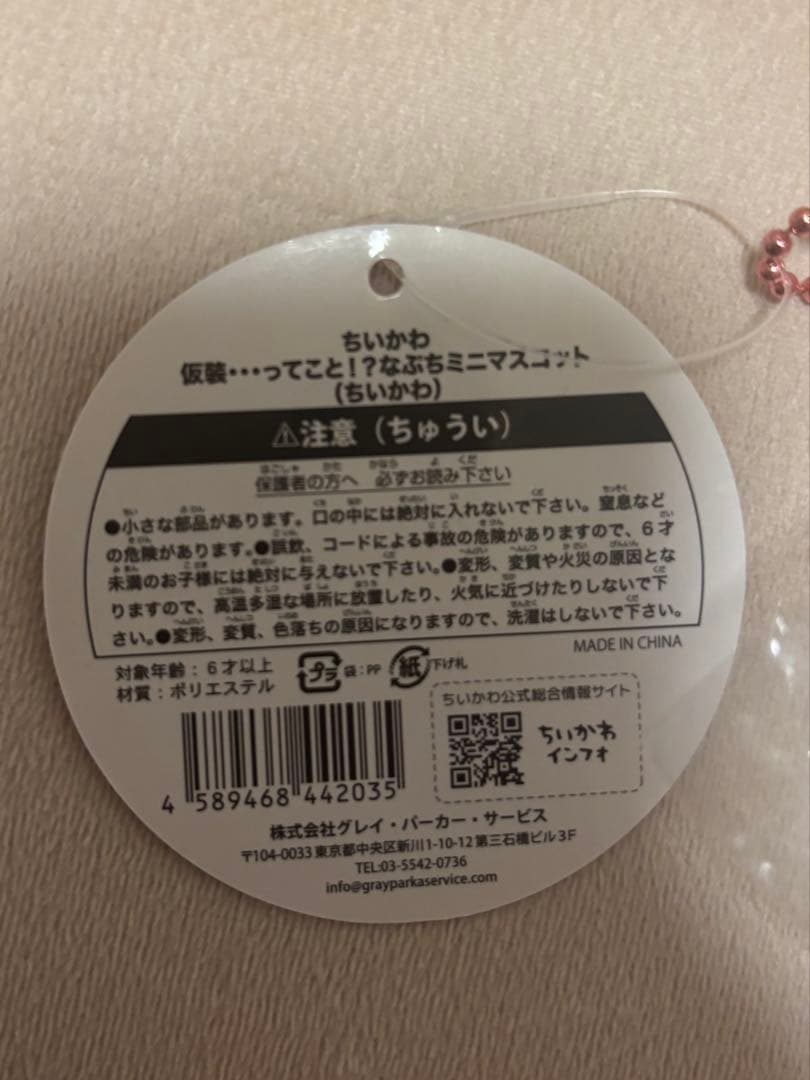 ちいかわ
仮装・・・ってこと!?なぷちミニマスコット
(ちいかわ)
⚠注意(ちゅうい)
保護者の方へ 必ずお読み下さい
●小さな部品があります。口の中には絶対に入れないで下さい。窒息など
の危険があります。●誤飲、コードによる事故の危険がありますので、6才
未満のお子様には絶対に与えないで下さい。●変形、変質や火災の原因とな
りますので、高温多湿な場所に放置したり、火気に近づけたりしないで下
さい。●変形、変質、色落ちの原因になりますので、洗濯はしないで下さい。
MADE IN CHINA
対象年齢:6才以上
材質:ポリエステル
プラ 袋:PP 紙 下げ札
ちいかわ公式総合情報サイト
ちいかわ
インフォ
4 589468 442035
株式会社グレイ・パーカー・サービス
〒104-0033 東京都中央区新川1-10-12 第三石橋ビル3F
TEL:03-5542-0736
info@grayparkaservice.com